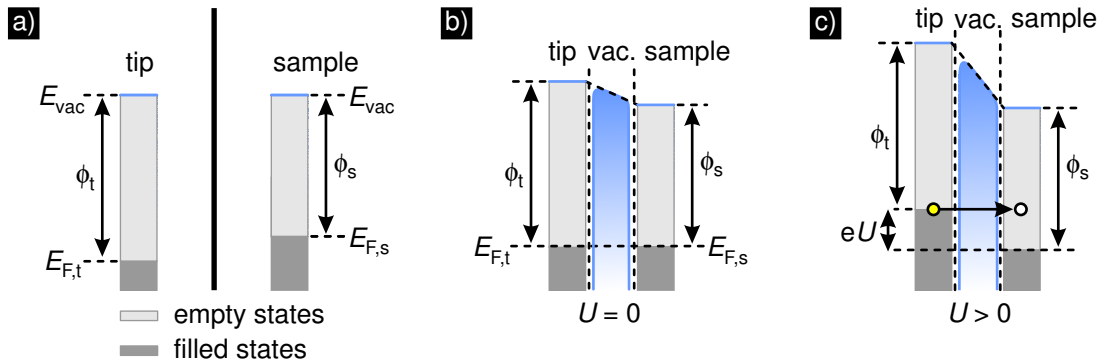 a)
tip
sample
E_vac
E_vac
ϕ_t
ϕ_s
E_F,t
E_F,s
empty states
filled states
b)
tip vac. sample
ϕ_t
ϕ_s
E_F,t
E_F,s
U = 0
c)
tip vac. sample
ϕ_t
ϕ_s
eU
U > 0